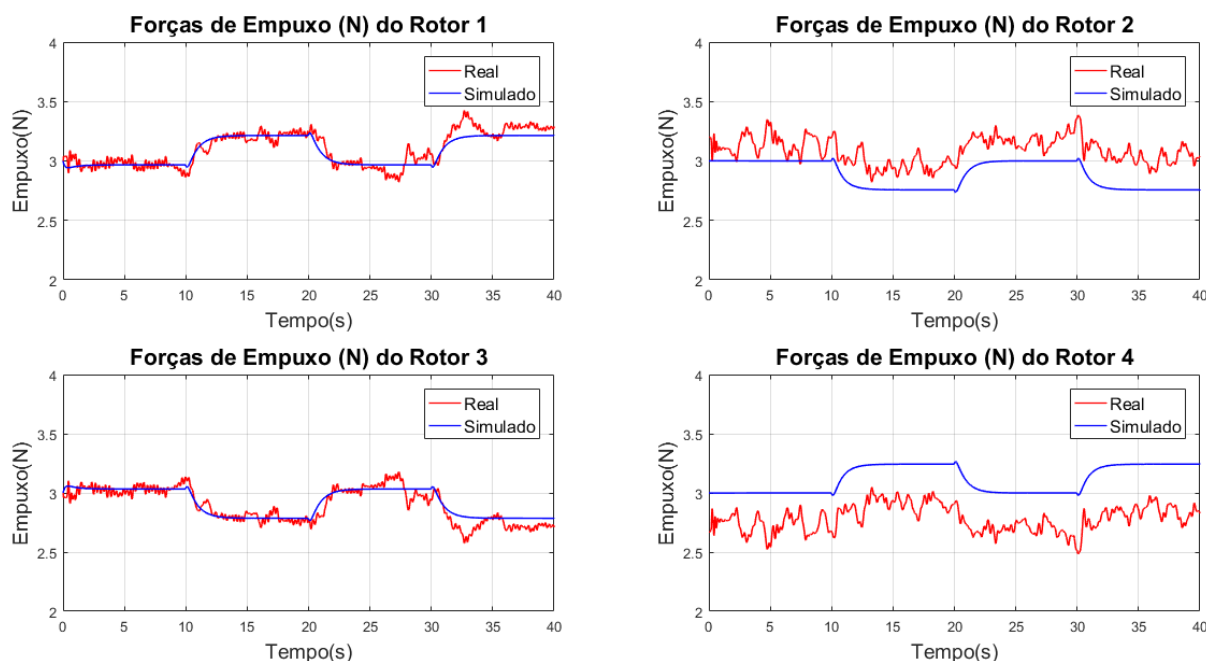 Forças de Empuxo (N) do Rotor 1
4
3.5
3
2.5
2
Empuxo(N)
Real
Simulado
0 5 10 15 20 25 30 35 40
Tempo(s)
Forças de Empuxo (N) do Rotor 2
4
3.5
3
2.5
2
Empuxo(N)
Real
Simulado
0 5 10 15 20 25 30 35 40
Tempo(s)
Forças de Empuxo (N) do Rotor 3
4
3.5
3
2.5
2
Empuxo(N)
Real
Simulado
0 5 10 15 20 25 30 35 40
Tempo(s)
Forças de Empuxo (N) do Rotor 4
4
3.5
3
2.5
2
Empuxo(N)
Real
Simulado
0 5 10 15 20 25 30 35 40
Tempo(s)